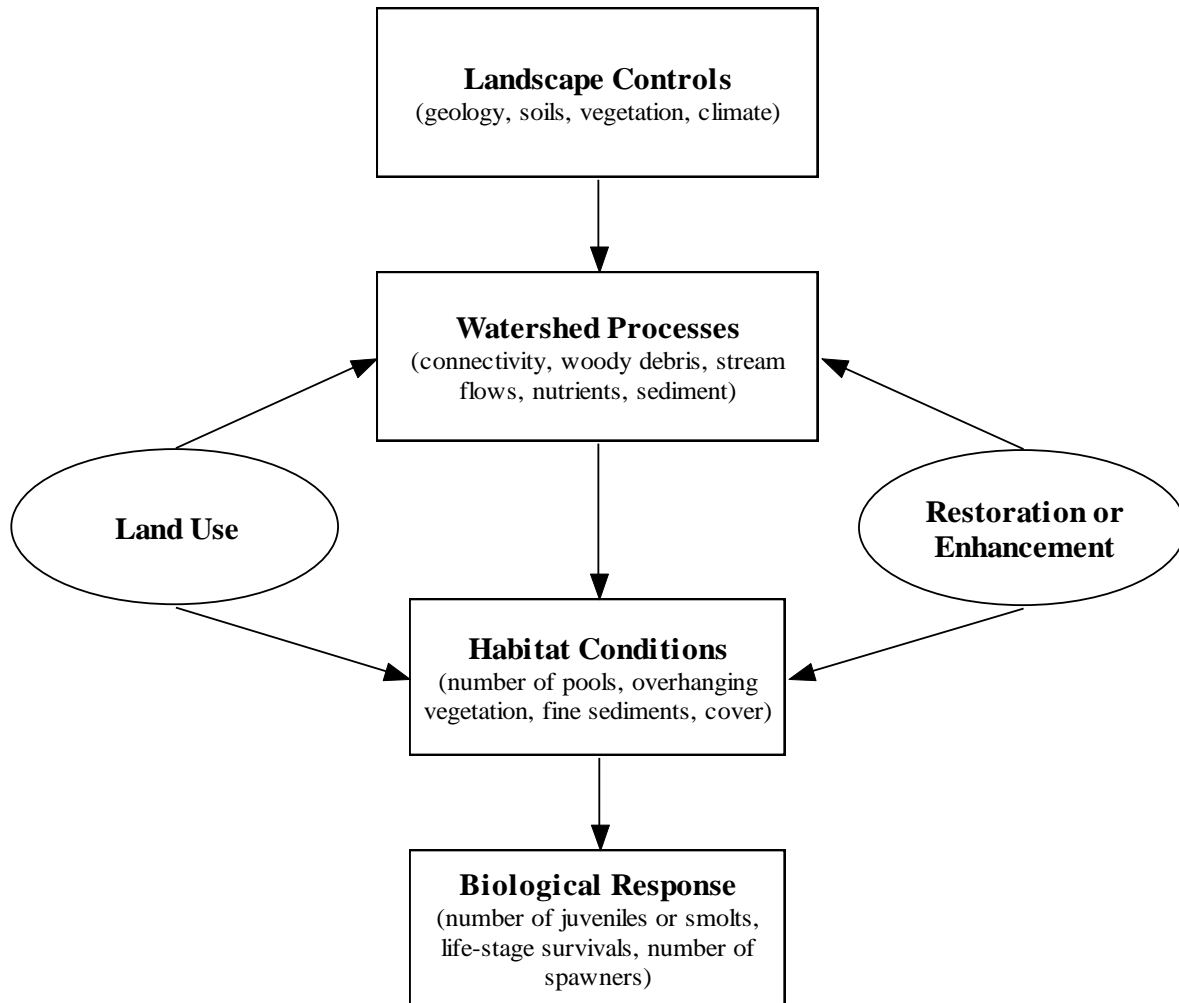 Landscape Controls
(geology, soils, vegetation, climate)
Watershed Processes
(connectivity, woody debris, stream
flows, nutrients, sediment)
Land Use
Restoration or
Enhancement
Habitat Conditions
(number of pools, overhanging
vegetation, fine sediments, cover)
Biological Response
(number of juveniles or smolts,
life-stage survivals, number of
spawners)